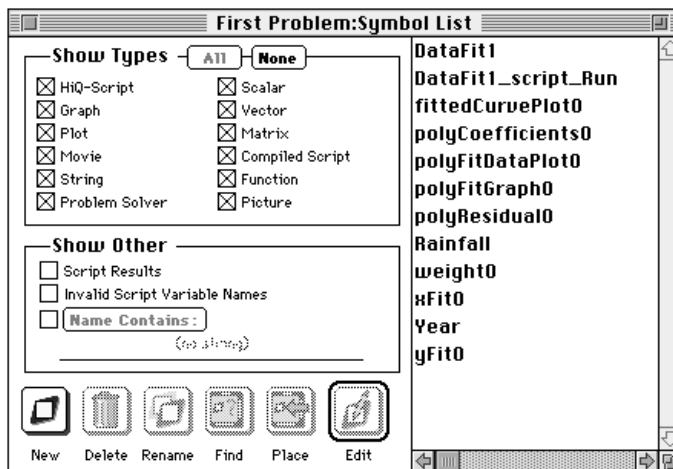 First Problem:Symbol List
Show Types All None
HiQ-Script Scalar
Graph Vector
Plot Matrix
Movie Compiled Script
String Function
Problem Solver Picture
Show Other
Script Results
Invalid Script Variable Names
Name Contains:
(no string)
New Delete Rename Find Place Edit
DataFit1
DataFit1_script_Run
fittedCurvePlot0
polyCoefficients0
polyFitDataPlot0
polyFitGraph0
polyResidual0
Rainfall
weight0
xFit0
Year
yFit0